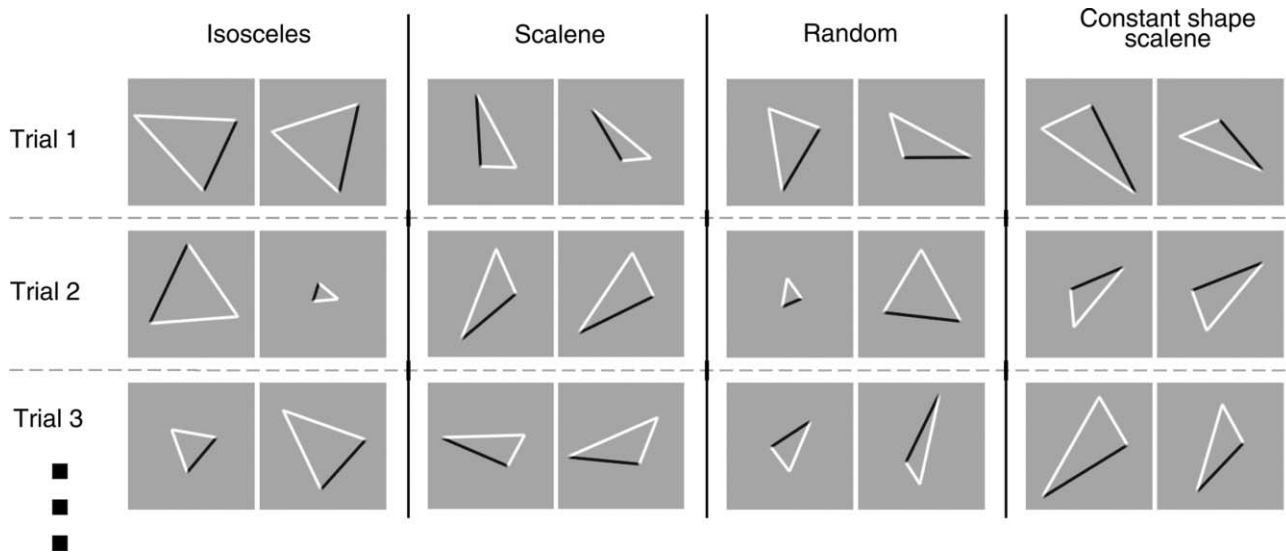 Isosceles
Scalene
Random
Constant shape
scalene
Trial 1
Trial 2
Trial 3